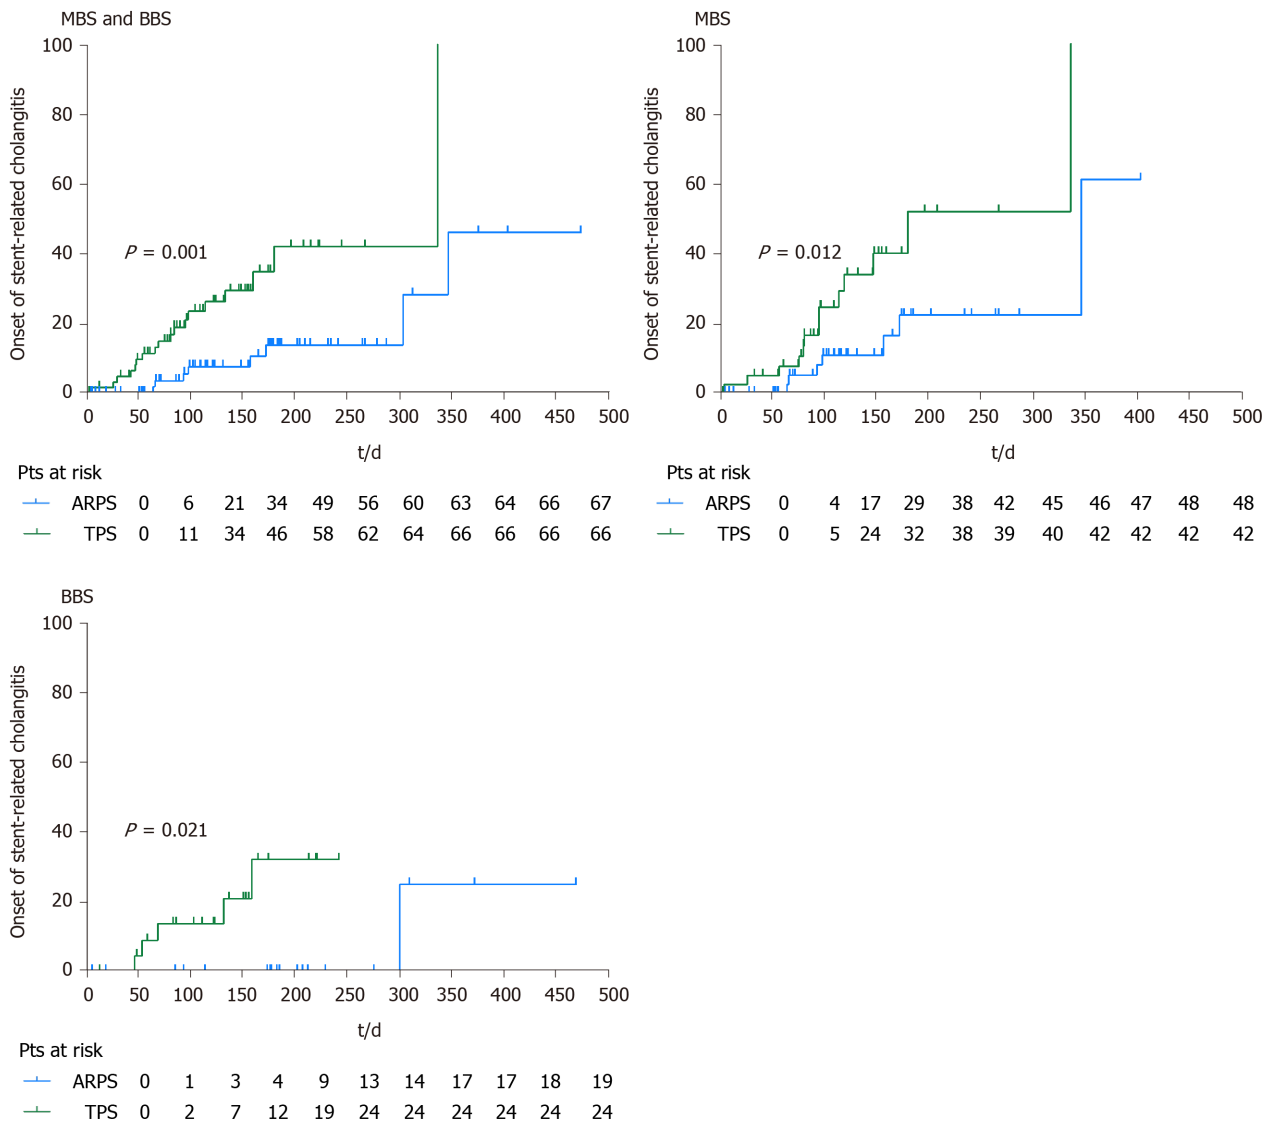 MBS and BBS
Onset of stent-related cholangitis
100
80
60
40
20
0
P = 0.001
0 50 100 150 200 250 300 350 400 450 500
t/d
Pts at risk
ARPS 0 6 21 34 49 56 60 63 64 66 67
TPS 0 11 34 46 58 62 64 66 66 66 66
MBS
Onset of stent-related cholangitis
100
80
60
40
20
0
P = 0.012
0 50 100 150 200 250 300 350 400 450 500
t/d
Pts at risk
ARPS 0 4 17 29 38 42 45 46 47 48 48
TPS 0 5 24 32 38 39 40 42 42 42 42
BBS
Onset of stent-related cholangitis
100
80
60
40
20
0
P = 0.021
0 50 100 150 200 250 300 350 400 450 500
t/d
Pts at risk
ARPS 0 1 3 4 9 13 14 17 17 18 19
TPS 0 2 7 12 19 24 24 24 24 24 24